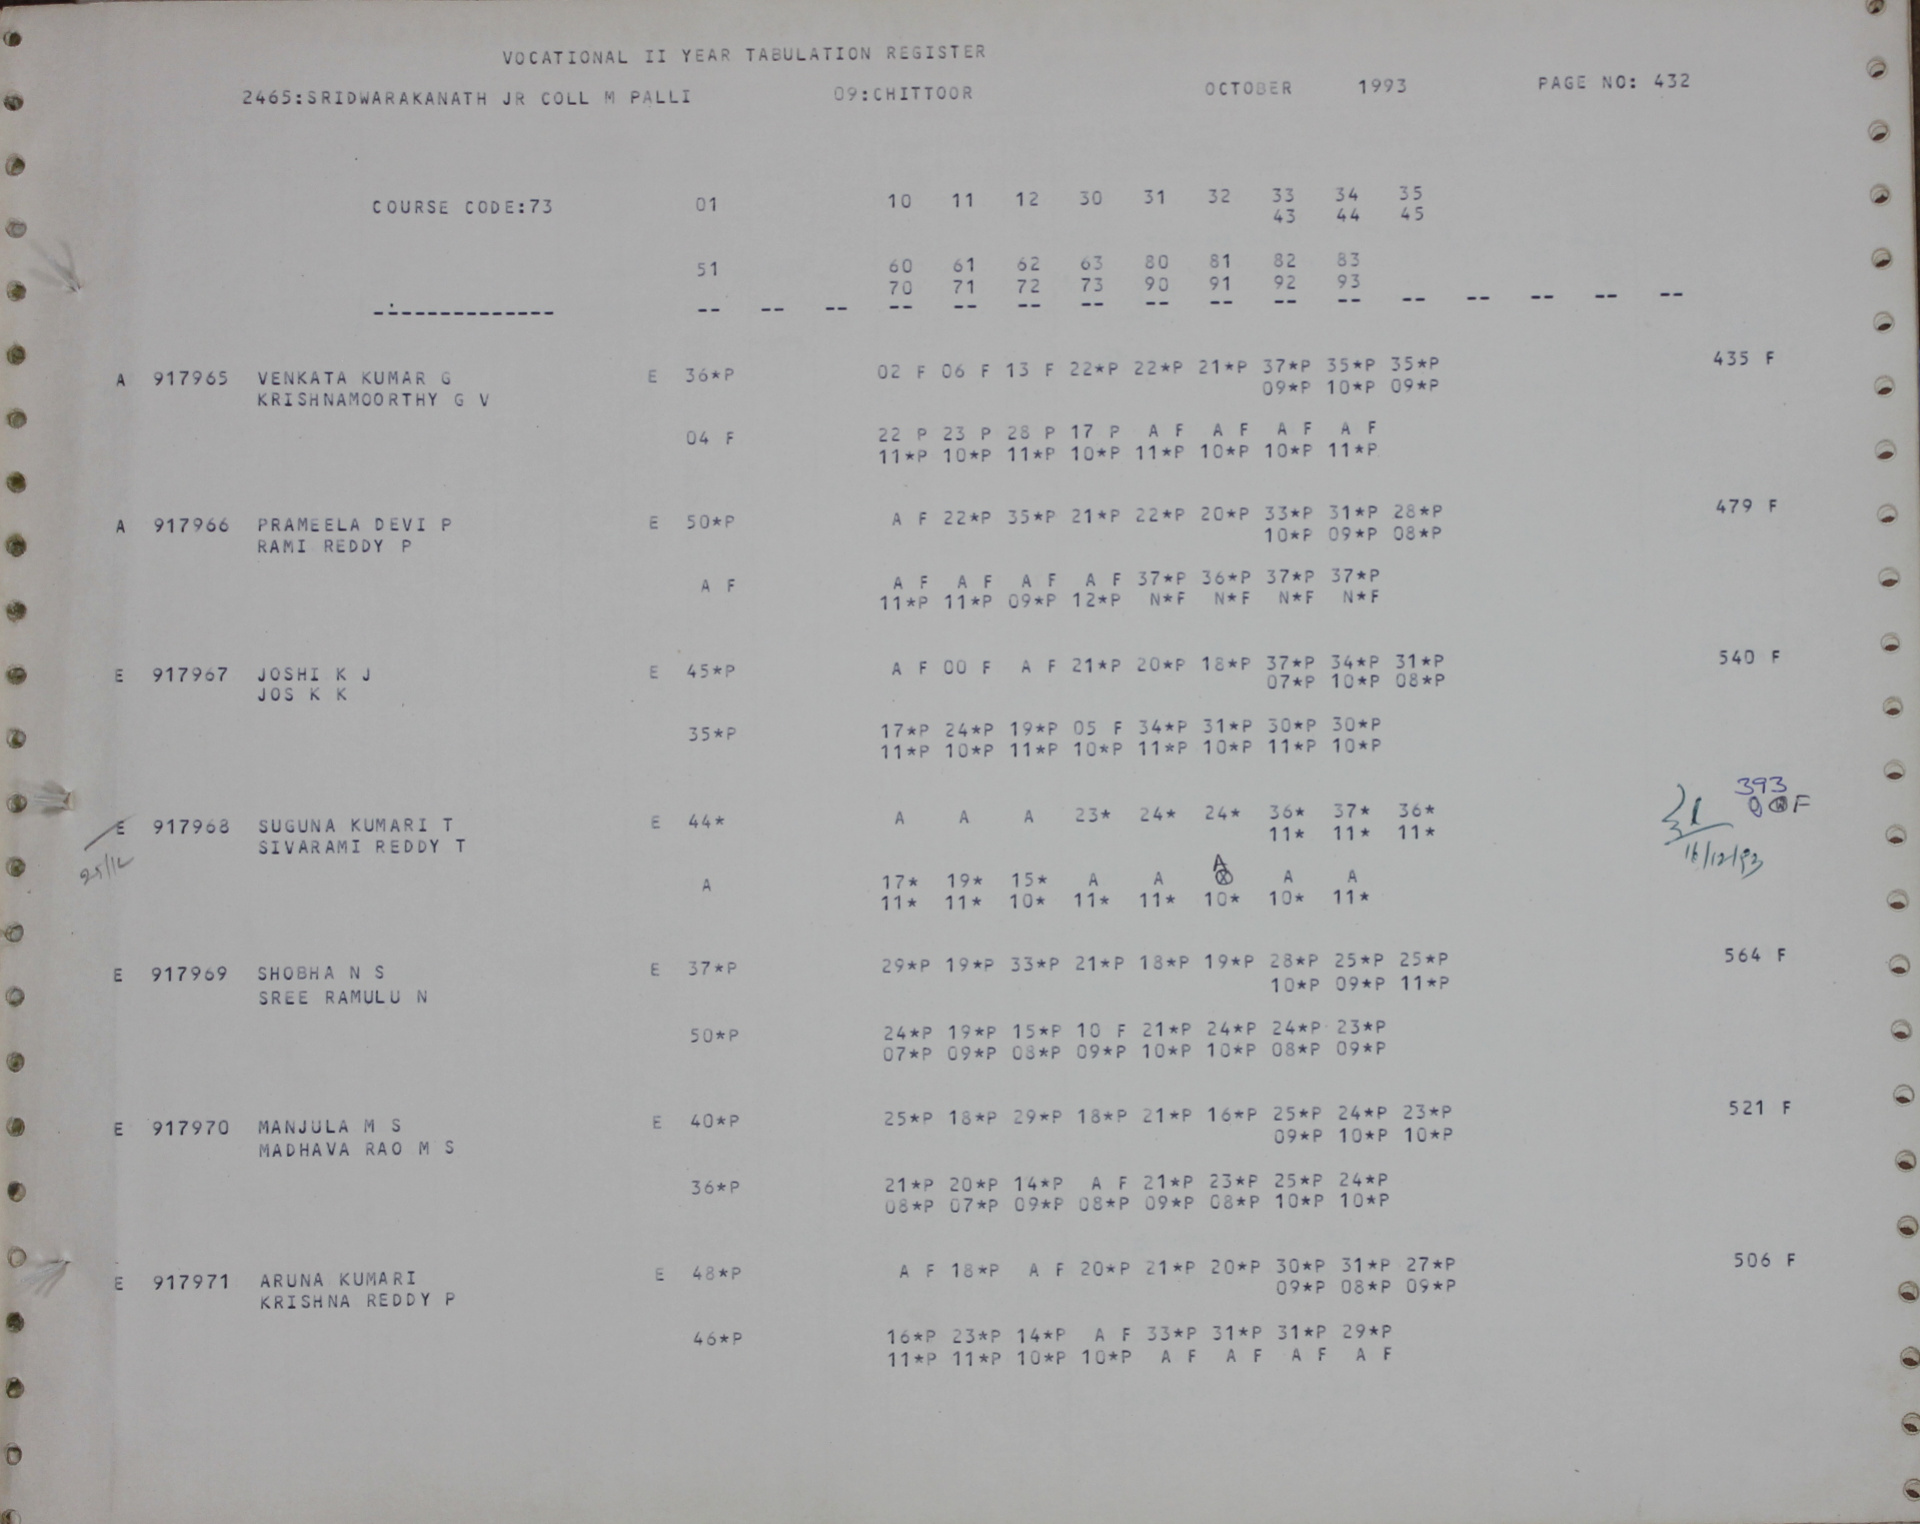 VOCATIONAL II YEAR TABULATION REGISTER
2465:SRIDWARAKANATH JR COLL M PALLI 09:CHITTOOR OCTOBER 1993 PAGE NO: 432
COURSE CODE:73 01 10 11 12 30 31 32 33 34 35
43 44 45
51 60 61 62 63 80 81 82 83
70 71 72 73 90 91 92 93
-------------- -- -- -- -- -- -- -- -- -- -- -- -- -- -- -- --
A 917965 VENKATA KUMAR G E 36*P 02 F 06 F 13 F 22*P 22*P 21*P 37*P 35*P 35*P 435 F
KRISHNAMOORTHY G V 09*P 10*P 09*P
04 F 22 P 23 P 28 P 17 P A F A F A F A F
11*P 10*P 11*P 10*P 11*P 10*P 10*P 11*P
A 917966 PRAMEELA DEVI P E 50*P A F 22*P 35*P 21*P 22*P 20*P 33*P 31*P 28*P 479 F
RAMI REDDY P 10*P 09*P 08*P
A F A F A F A F A F 37*P 36*P 37*P 37*P
11*P 11*P 09*P 12*P N*F N*F N*F N*F
E 917967 JOSHI K J E 45*P A F 00 F A F 21*P 20*P 18*P 37*P 34*P 31*P 540 F
JOS K K 07*P 10*P 08*P
35*P 17*P 24*P 19*P 05 F 34*P 31*P 30*P 30*P
11*P 10*P 11*P 10*P 11*P 10*P 11*P 10*P
393
E 917968 SUGUNA KUMARI T E 44* A A A 23* 24* 24* 36* 37* 36* F
SIVARAMI REDDY T 11* 11* 11*
25/12 16/12/93
A
A 17* 19* 15* A A A A
11* 11* 10* 11* 11* 10* 10* 11*
E 917969 SHOBHA N S E 37*P 29*P 19*P 33*P 21*P 18*P 19*P 28*P 25*P 25*P 564 F
SREE RAMULU N 10*P 09*P 11*P
50*P 24*P 19*P 15*P 10 F 21*P 24*P 24*P 23*P
07*P 09*P 08*P 09*P 10*P 10*P 08*P 09*P
E 917970 MANJULA M S E 40*P 25*P 18*P 29*P 18*P 21*P 16*P 25*P 24*P 23*P 521 F
MADHAVA RAO M S 09*P 10*P 10*P
36*P 21*P 20*P 14*P A F 21*P 23*P 25*P 24*P
08*P 07*P 09*P 08*P 09*P 08*P 10*P 10*P
E 917971 ARUNA KUMARI E 48*P A F 18*P A F 20*P 21*P 20*P 30*P 31*P 27*P 506 F
KRISHNA REDDY P 09*P 08*P 09*P
46*P 16*P 23*P 14*P A F 33*P 31*P 31*P 29*P
11*P 11*P 10*P 10*P A F A F A F A F